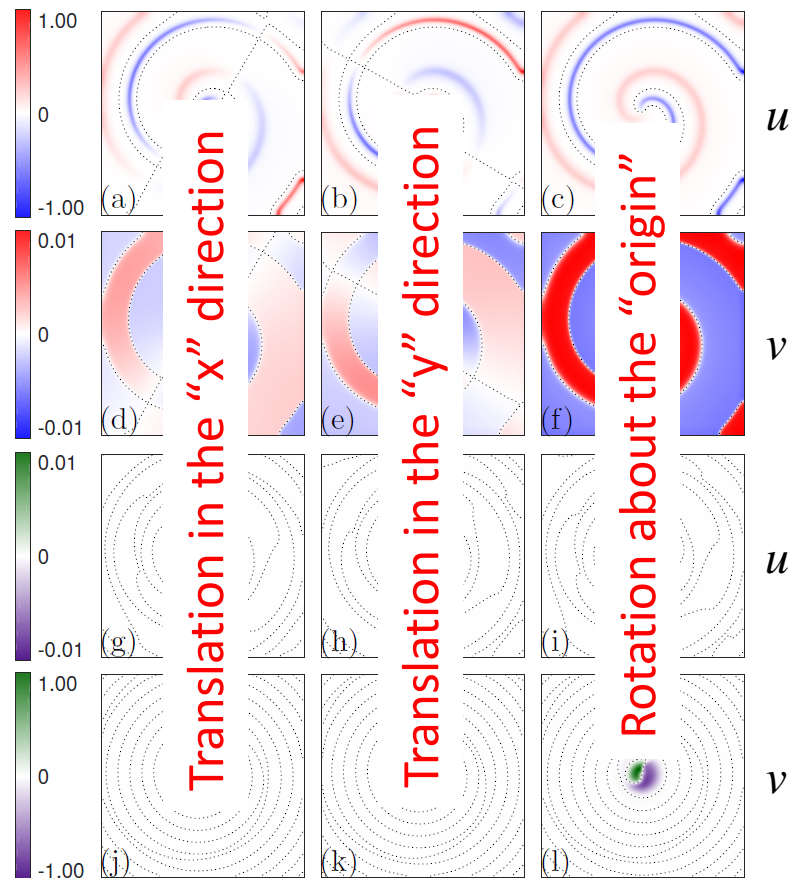 1.00
0
-1.00
(a)
(b)
(c)
u
0.01
0
-0.01
(d)
(e)
(f)
v
0.01
0
-0.01
(g)
(h)
(i)
u
1.00
0
-1.00
(j)
(k)
(l)
v
Translation in the “x” direction
Translation in the “y” direction
Rotation about the “origin”